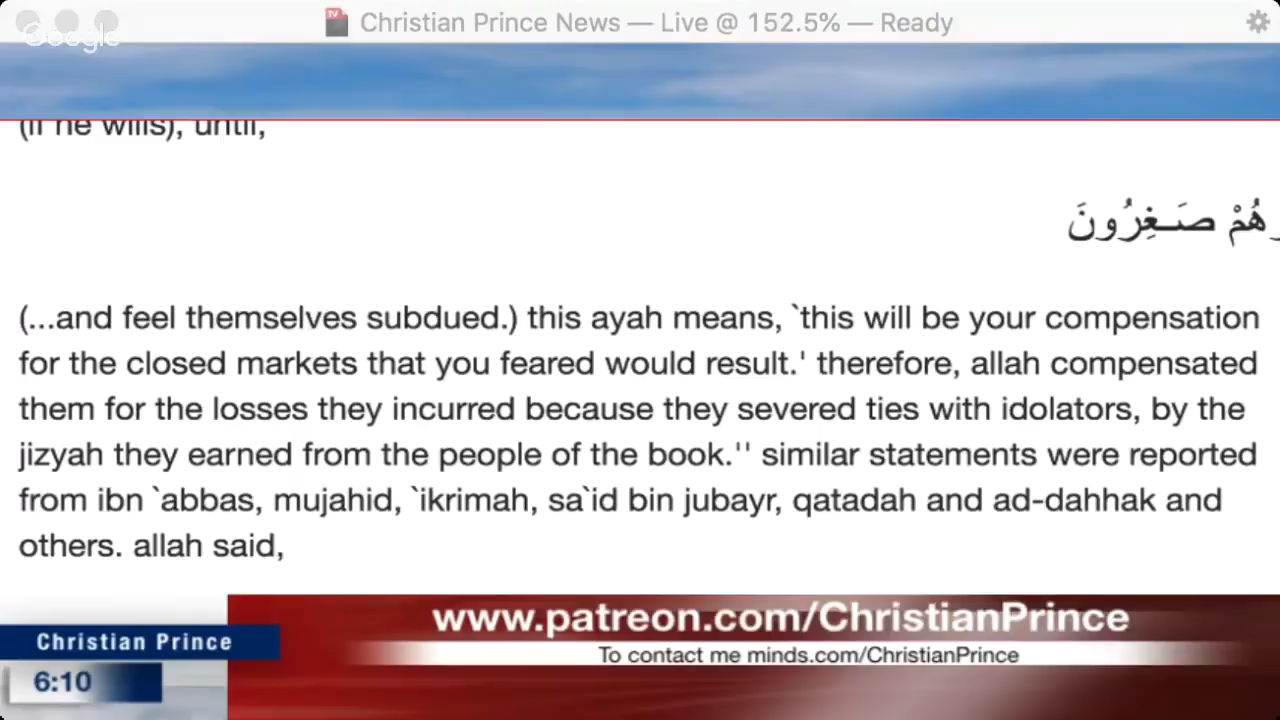 Christian Prince News — Live @ 152.5% — Ready
Google
(if he wills), until,
هُمْ صَـغِرُونَ
(...and feel themselves subdued.) this ayah means, `this will be your compensation
for the closed markets that you feared would result.' therefore, allah compensated
them for the losses they incurred because they severed ties with idolators, by the
jizyah they earned from the people of the book.'' similar statements were reported
from ibn `abbas, mujahid, `ikrimah, sa`id bin jubayr, qatadah and ad-dahhak and
others. allah said,
www.patreon.com/ChristianPrince
Christian Prince
To contact me minds.com/ChristianPrince
6:10